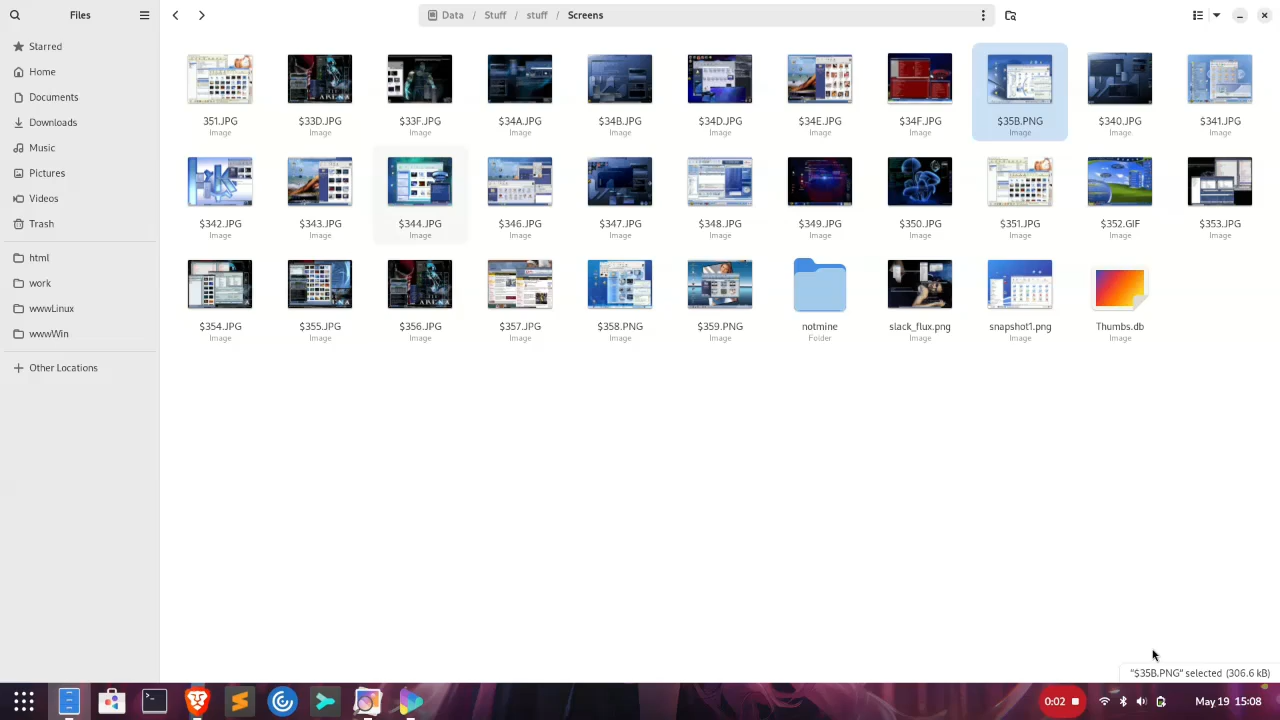 Files
Data / Stuff / stuff / Screens
Starred
Home
Documents
Downloads
Music
Pictures
Videos
Trash
html
work
wwwLinux
wwwWin
Other Locations
351.JPG $33D.JPG $33F.JPG $34A.JPG $34B.JPG $34D.JPG $34E.JPG $34F.JPG $35B.PNG $340.JPG $341.JPG
Image Image Image Image Image Image Image Image Image Image Image
$342.JPG $343.JPG $344.JPG $346.JPG $347.JPG $348.JPG $349.JPG $350.JPG $351.JPG $352.GIF $353.JPG
Image Image Image Image Image Image Image Image Image Image Image
$354.JPG $355.JPG $356.JPG $357.JPG $358.PNG $359.PNG notmine slack_flux.png snapshot1.png Thumbs.db
Image Image Image Image Image Image Folder Image Image Image
"$35B.PNG" selected (306.6 kB)
0:02 May 19 15:08